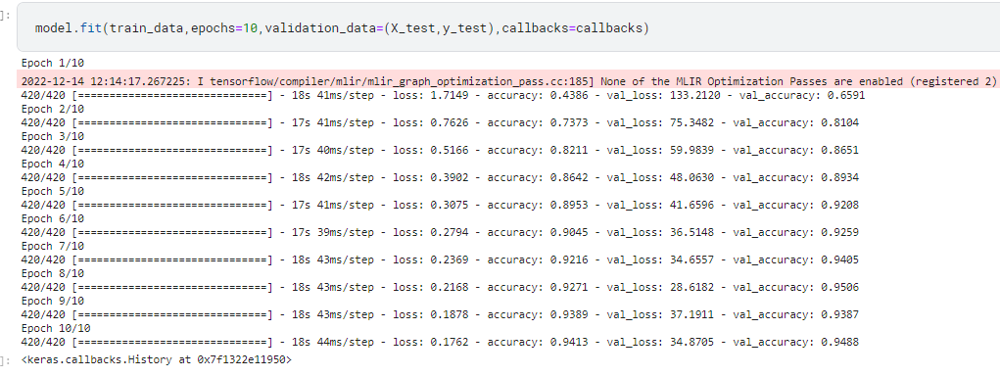 ]:
model.fit(train_data,epochs=10,validation_data=(X_test,y_test),callbacks=callbacks)
Epoch 1/10
2022-12-14 12:14:17.267225: I tensorflow/compiler/mlir/mlir_graph_optimization_pass.cc:185] None of the MLIR Optimization Passes are enabled (registered 2)
420/420 [==============================] - 18s 41ms/step - loss: 1.7149 - accuracy: 0.4386 - val_loss: 133.2120 - val_accuracy: 0.6591
Epoch 2/10
420/420 [==============================] - 17s 41ms/step - loss: 0.7626 - accuracy: 0.7373 - val_loss: 75.3482 - val_accuracy: 0.8104
Epoch 3/10
420/420 [==============================] - 17s 40ms/step - loss: 0.5166 - accuracy: 0.8211 - val_loss: 59.9839 - val_accuracy: 0.8651
Epoch 4/10
420/420 [==============================] - 18s 42ms/step - loss: 0.3902 - accuracy: 0.8642 - val_loss: 48.0630 - val_accuracy: 0.8934
Epoch 5/10
420/420 [==============================] - 17s 41ms/step - loss: 0.3075 - accuracy: 0.8953 - val_loss: 41.6596 - val_accuracy: 0.9208
Epoch 6/10
420/420 [==============================] - 17s 39ms/step - loss: 0.2794 - accuracy: 0.9045 - val_loss: 36.5148 - val_accuracy: 0.9259
Epoch 7/10
420/420 [==============================] - 18s 43ms/step - loss: 0.2369 - accuracy: 0.9216 - val_loss: 34.6557 - val_accuracy: 0.9405
Epoch 8/10
420/420 [==============================] - 18s 43ms/step - loss: 0.2168 - accuracy: 0.9271 - val_loss: 28.6182 - val_accuracy: 0.9506
Epoch 9/10
420/420 [==============================] - 18s 43ms/step - loss: 0.1878 - accuracy: 0.9389 - val_loss: 37.1911 - val_accuracy: 0.9387
Epoch 10/10
420/420 [==============================] - 18s 44ms/step - loss: 0.1762 - accuracy: 0.9413 - val_loss: 34.8705 - val_accuracy: 0.9488
]: <keras.callbacks.History at 0x7f1322e11950>